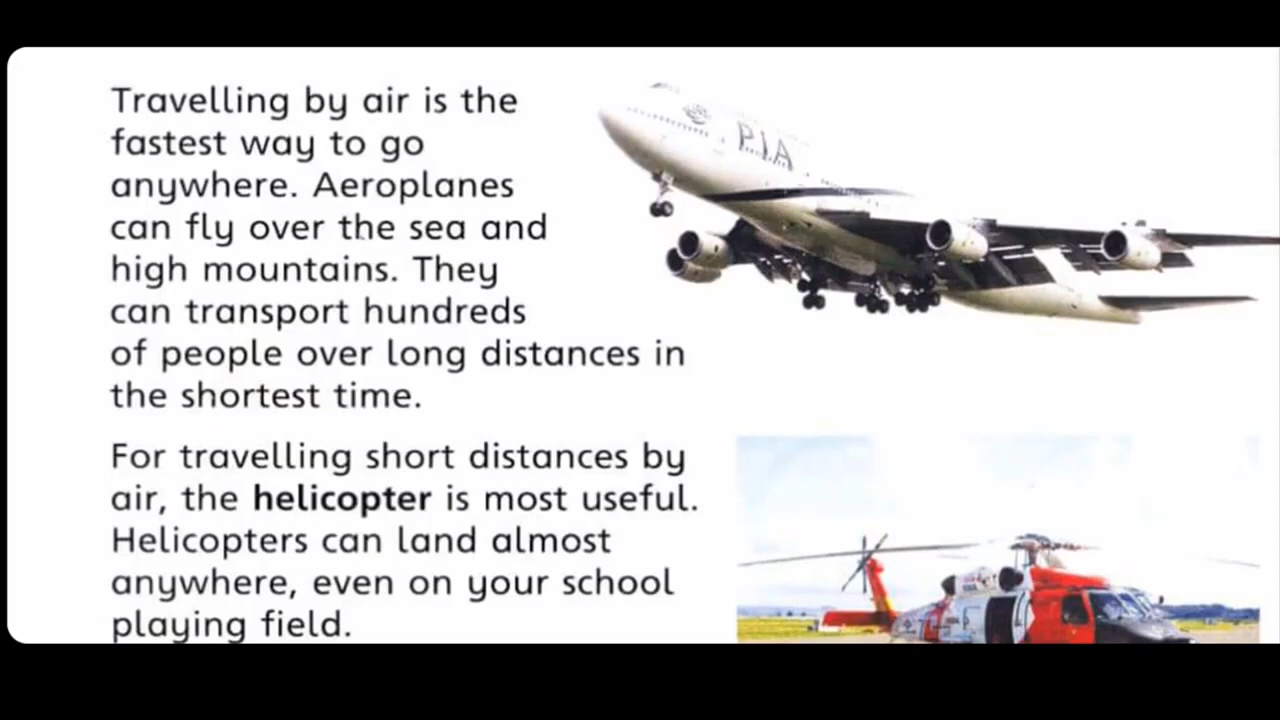 Travelling by air is the
fastest way to go
anywhere. Aeroplanes
can fly over the sea and
high mountains. They
can transport hundreds
of people over long distances in
the shortest time.
For travelling short distances by
air, the helicopter is most useful.
Helicopters can land almost
anywhere, even on your school
playing field.
PIA